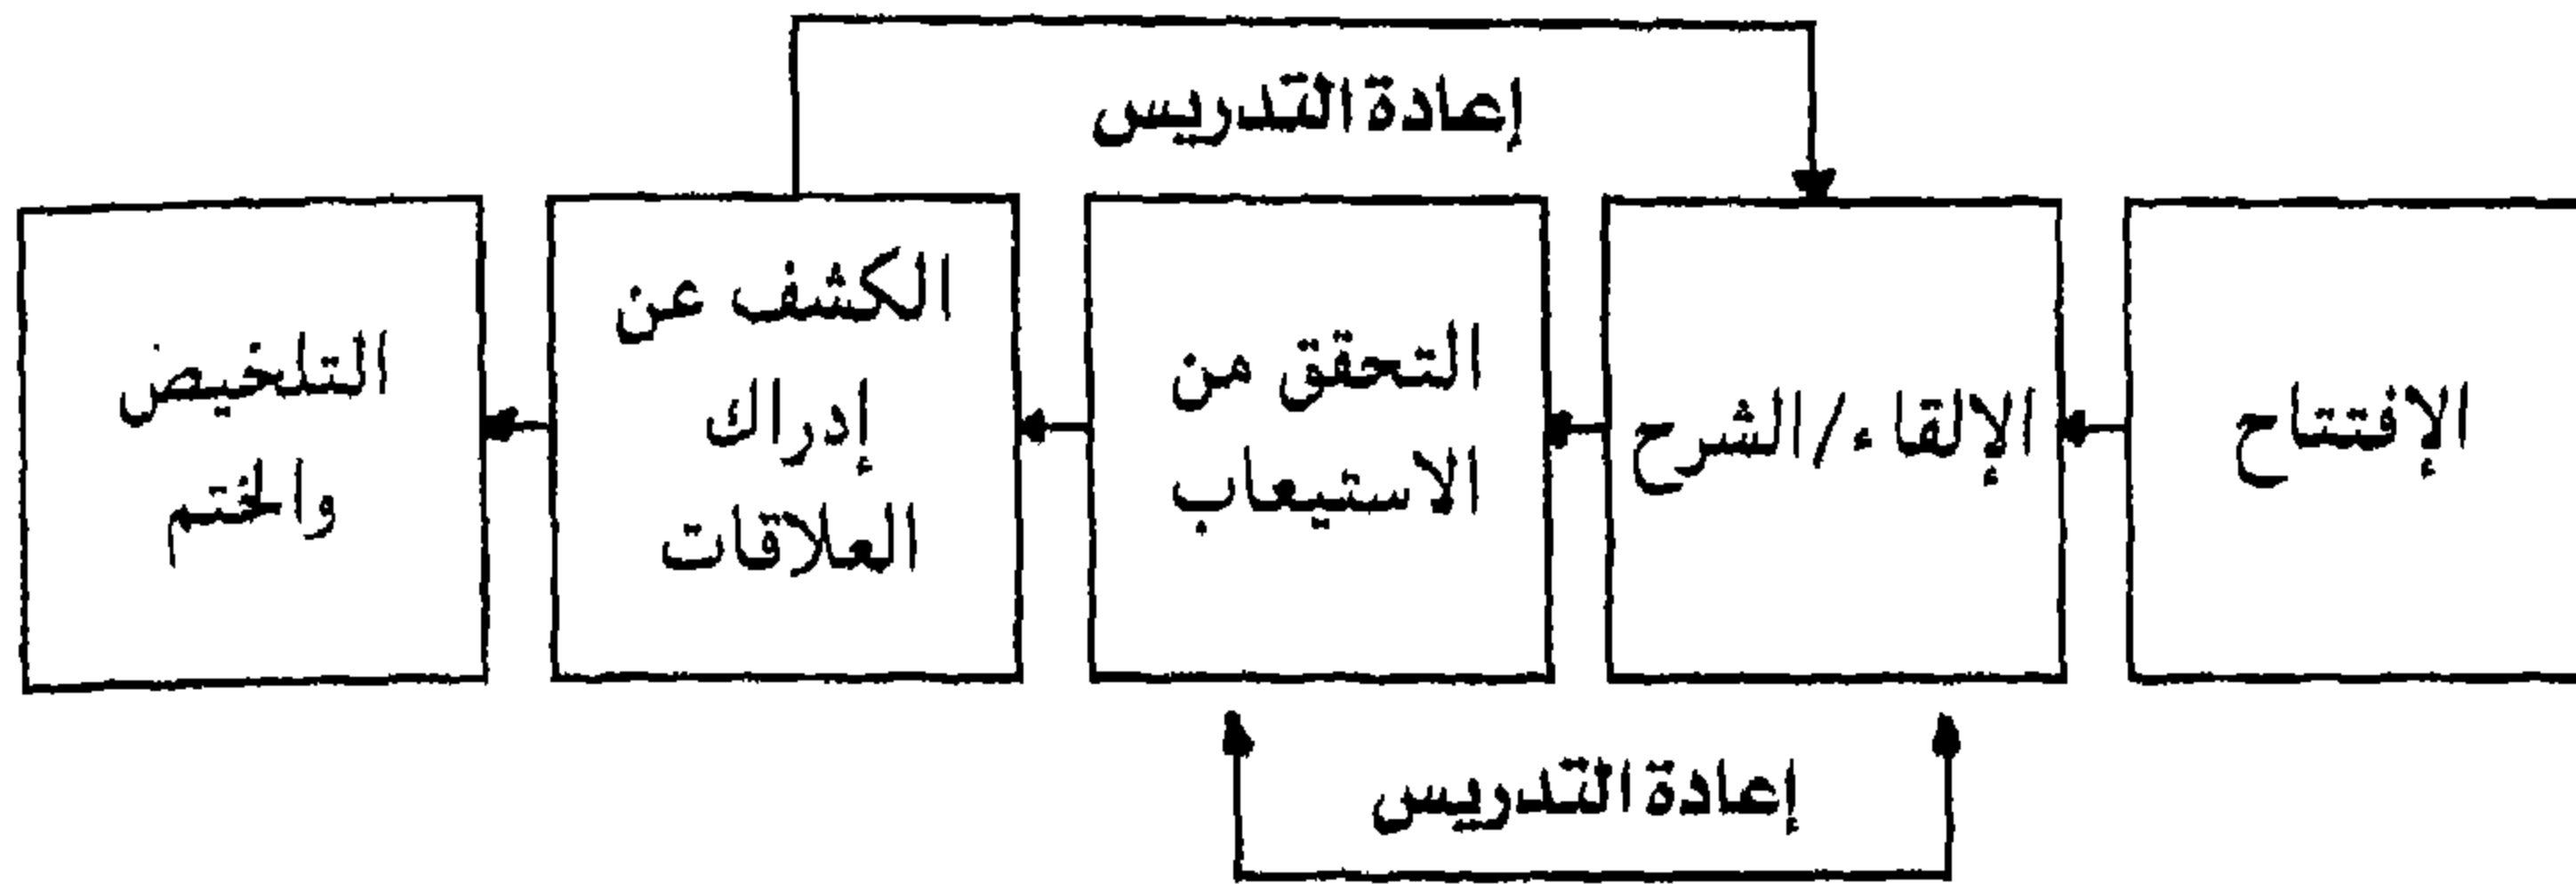 إعادة التدريس
الإفتتاح
الإلقاء/الشرح
التحقق من
الاستيعاب
الكشف عن
إدراك
العلاقات
التلخيص
والختم
إعادة التدريس